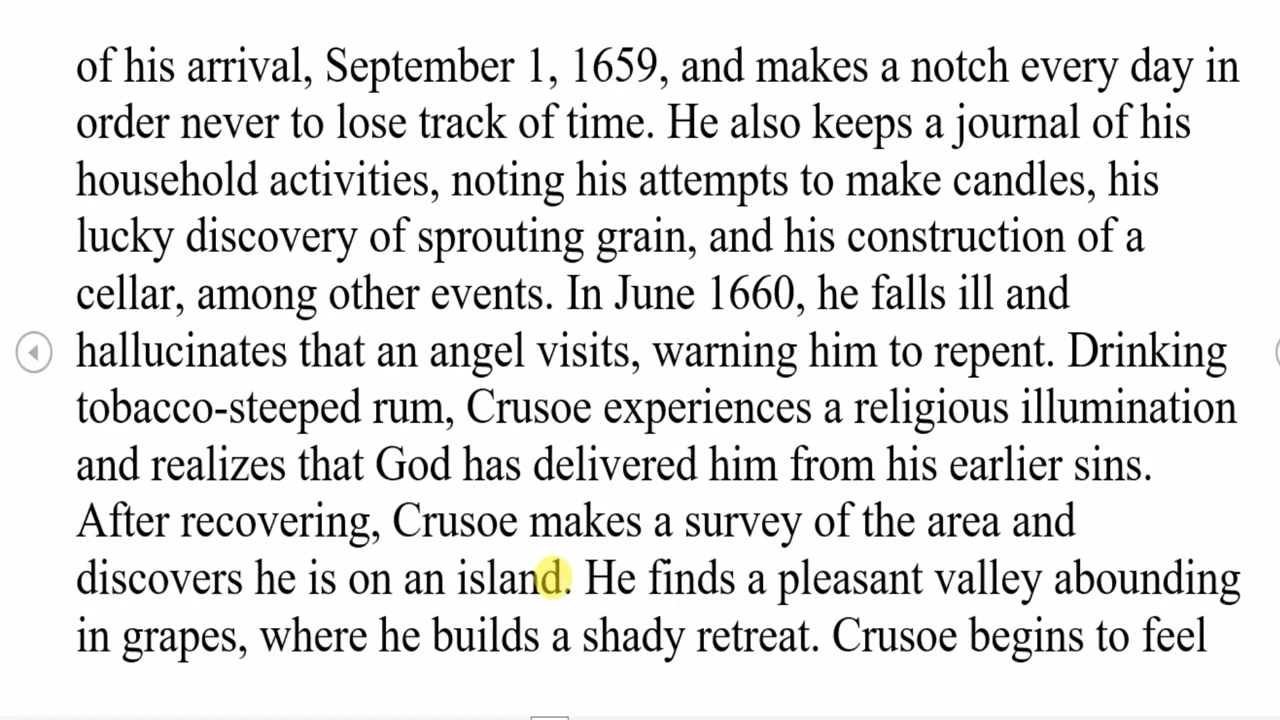 of his arrival, September 1, 1659, and makes a notch every day in
order never to lose track of time. He also keeps a journal of his
household activities, noting his attempts to make candles, his
lucky discovery of sprouting grain, and his construction of a
cellar, among other events. In June 1660, he falls ill and
hallucinates that an angel visits, warning him to repent. Drinking
tobacco-steeped rum, Crusoe experiences a religious illumination
and realizes that God has delivered him from his earlier sins.
After recovering, Crusoe makes a survey of the area and
discovers he is on an island. He finds a pleasant valley abounding
in grapes, where he builds a shady retreat. Crusoe begins to feel